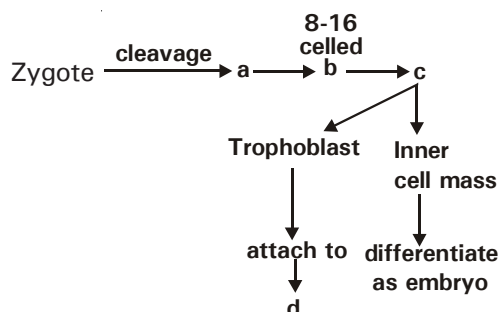 8-16
celled
cleavage
Zygote a b c
Trophoblast Inner
cell mass
attach to differentiate
as embryo
d